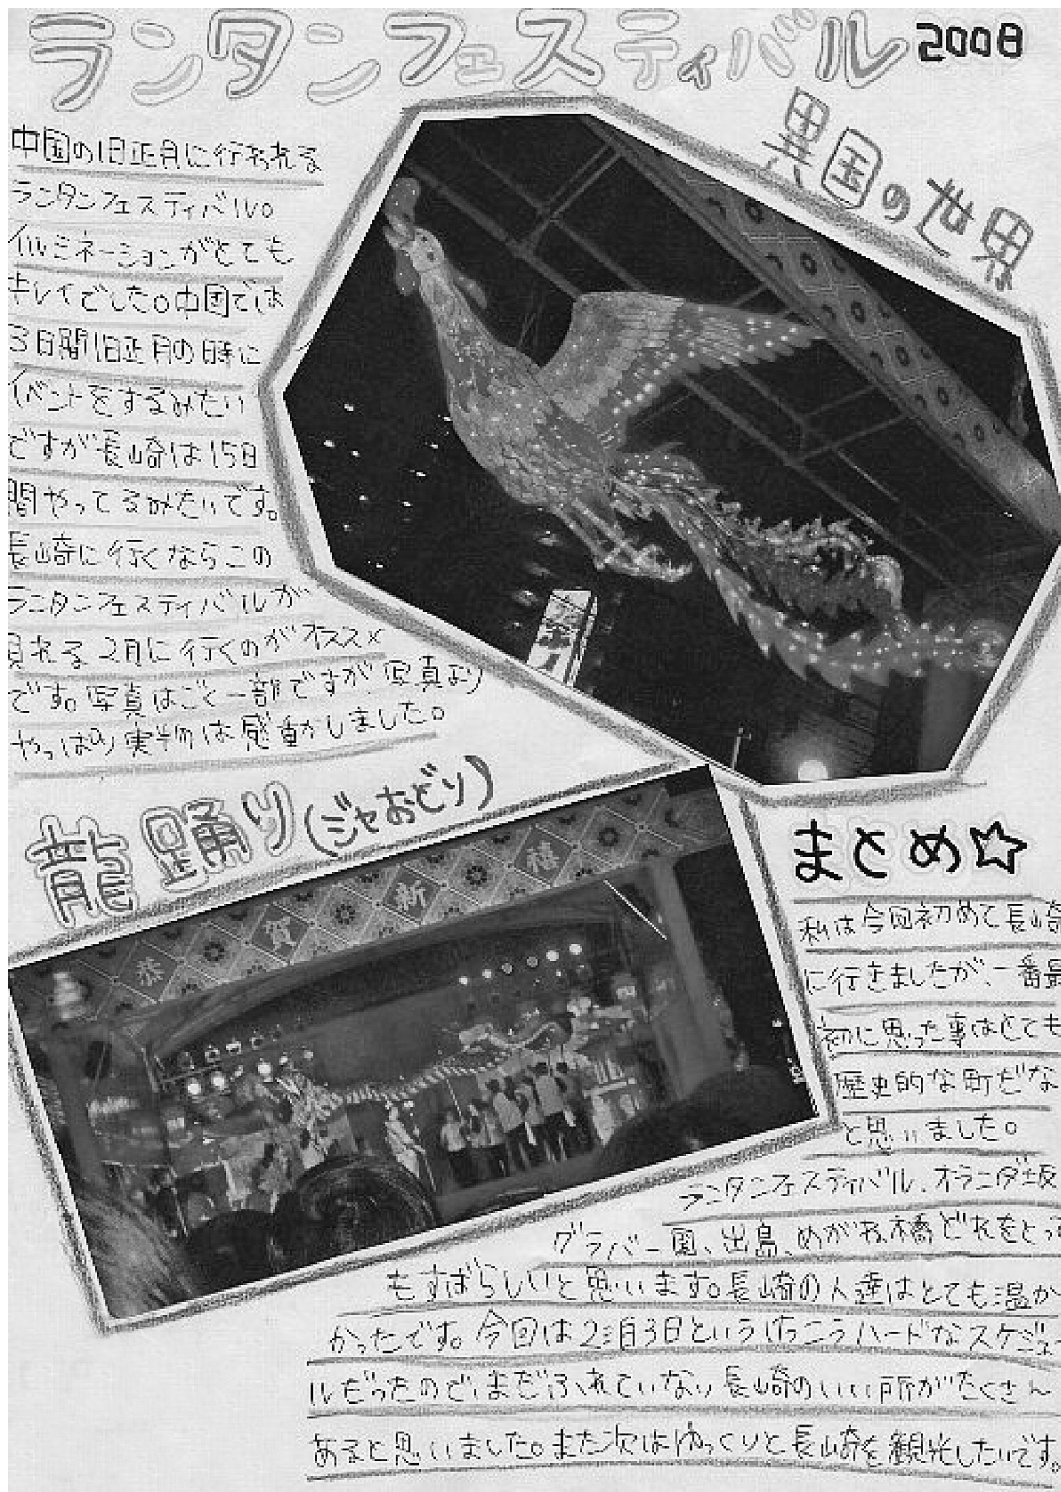 ランタンフェスティバル 2008
異国の世界
中国の旧正月に行われる
ランタンフェスティバル。
イルミネーションがとても
キレイでした。中国では
3日間旧正月の時に
イベントをするみたい
ですが長崎は15日
間やってるみたいです。
長崎に行くならこの
ランタンフェスティバルが
見れる2月に行くのがオススメ
です。写真はごく一部ですが写真より
やっぱり実物は感動しました。
龍踊り(ジャおどり)
恭賀新禧
まとめ☆
私は今回初めて長崎
に行きましたが、一番最
初に思った事はとても
歴史的な町だな
と思いました。
ランタンフェスティバル、オランダ坂
グラバー園、出島、めがね橋どれをとって
もすばらしいと思います。長崎の人達はとても温か
かったです。今回は2泊3日というけっこうハードなスケジュー
ルだったので、まだふれていない長崎のいい所がたくさん
あると思いました。また次はゆっくりと長崎を観光したいです。